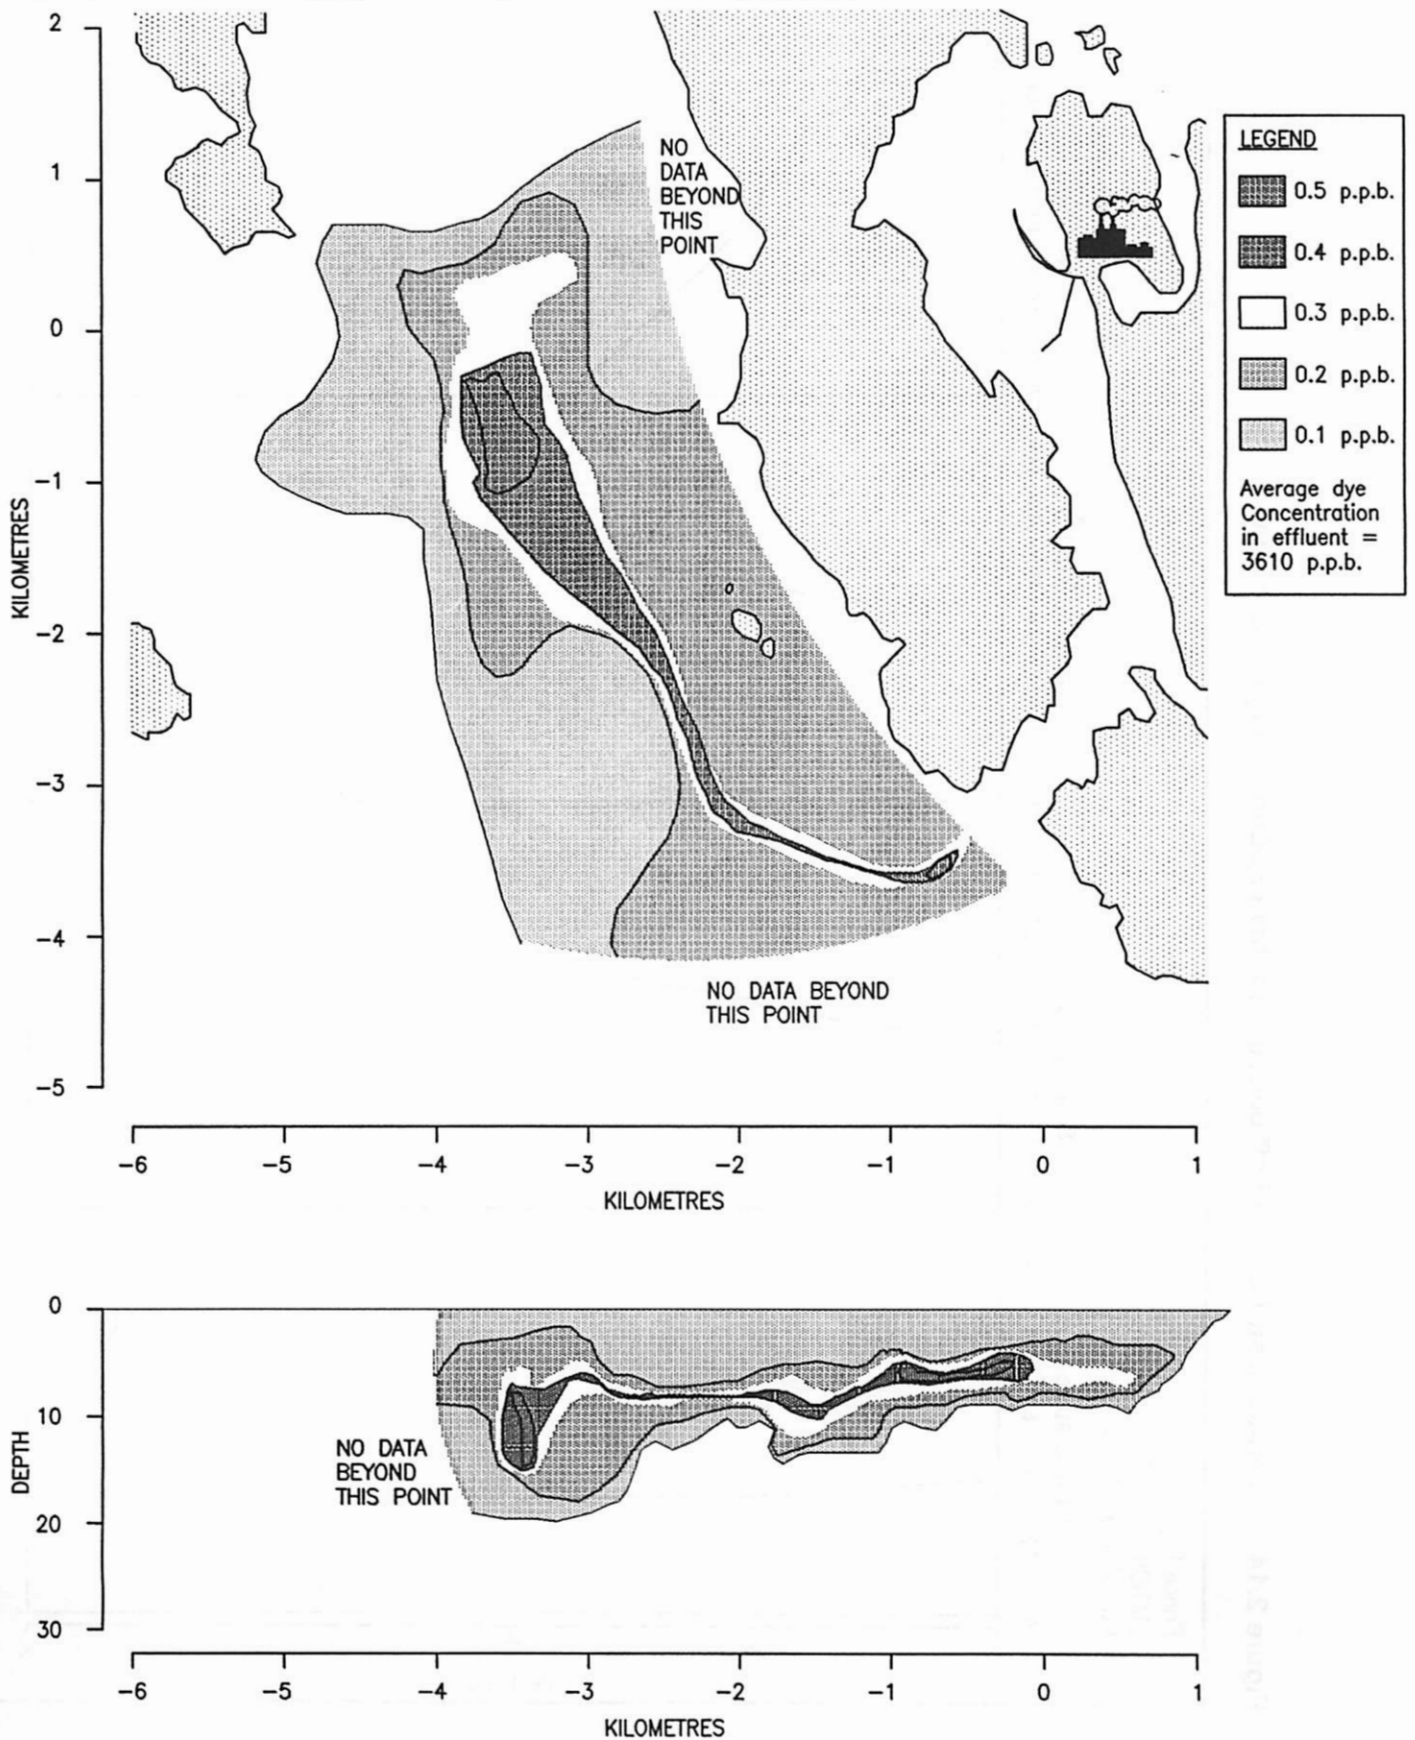 2
1
0
-1
-2
-3
-4
-5
KILOMETRES
NO
DATA
BEYOND
THIS
POINT
LEGEND
0.5 p.p.b.
0.4 p.p.b.
0.3 p.p.b.
0.2 p.p.b.
0.1 p.p.b.
Average dye
Concentration
in effluent =
3610 p.p.b.
NO DATA BEYOND
THIS POINT
-6 -5 -4 -3 -2 -1 0 1
KILOMETRES
0
10
20
30
DEPTH
NO DATA
BEYOND
THIS POINT
-6 -5 -4 -3 -2 -1 0 1
KILOMETRES